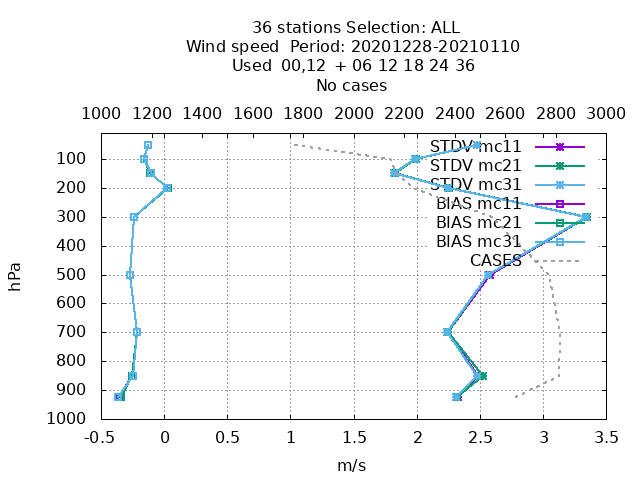 36 stations Selection: ALL
Wind speed  Period: 20201228-20210110
Used  00,12  + 06 12 18 24 36
No cases
1000 1200 1400 1600 1800 2000 2200 2400 2600 2800 3000
STDV mc11
STDV mc21
STDV mc31
BIAS mc11
BIAS mc21
BIAS mc31
CASES
100
200
300
400
500
600
700
800
900
1000
hPa
-0.5 0 0.5 1 1.5 2 2.5 3 3.5
m/s